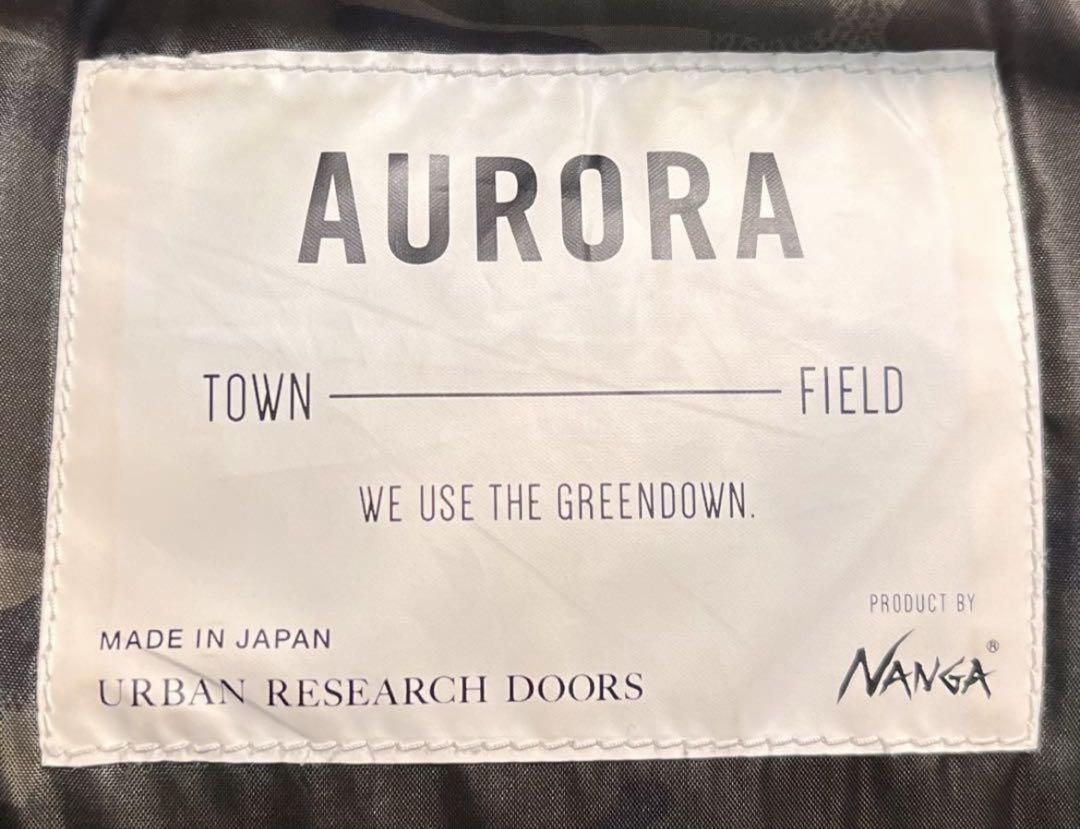 AURORA
TOWN FIELD
WE USE THE GREENDOWN.
PRODUCT BY
NANGA®
MADE IN JAPAN
URBAN RESEARCH DOORS